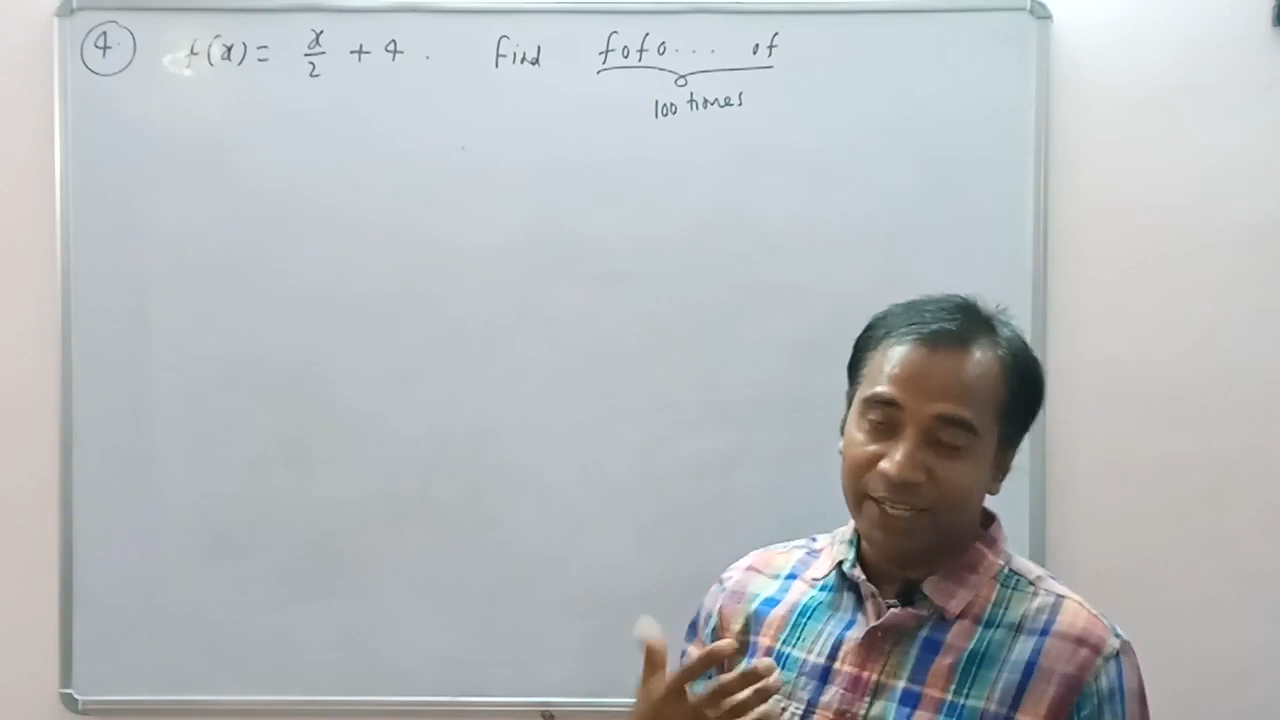 4. f(x) = x/2 + 4 . Find fofo... of
100 times